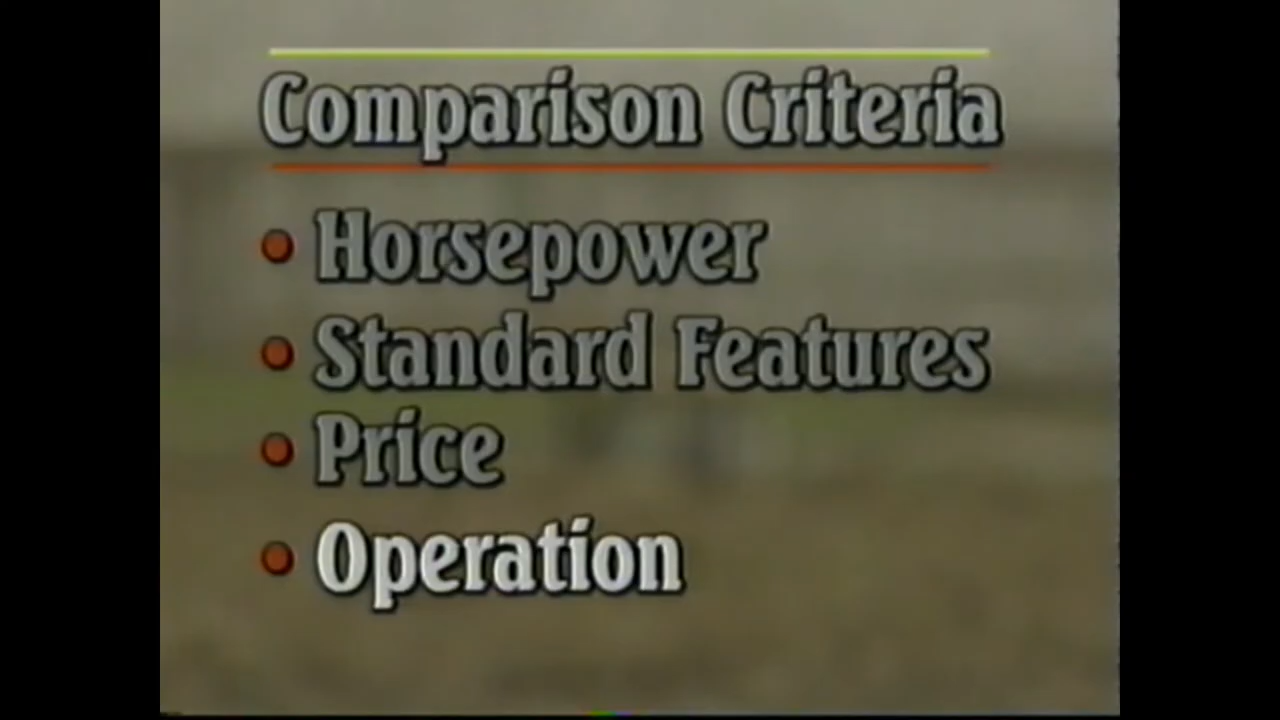 Comparison Criteria
• Horsepower
• Standard Features
• Price
• Operation